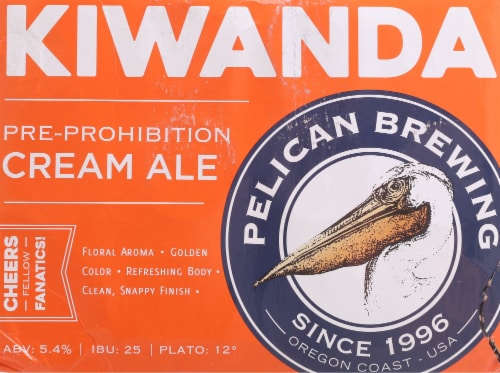 KIWANDA
PRE-PROHIBITION
CREAM ALE
PELICAN BREWING
SINCE 1996
OREGON COAST - USA
CHEERS
FELLOW
FANATICS!
FLORAL AROMA • GOLDEN
COLOR • REFRESHING BODY •
CLEAN, SNAPPY FINISH •
ABV: 5.4% | IBU: 25 | PLATO: 12°